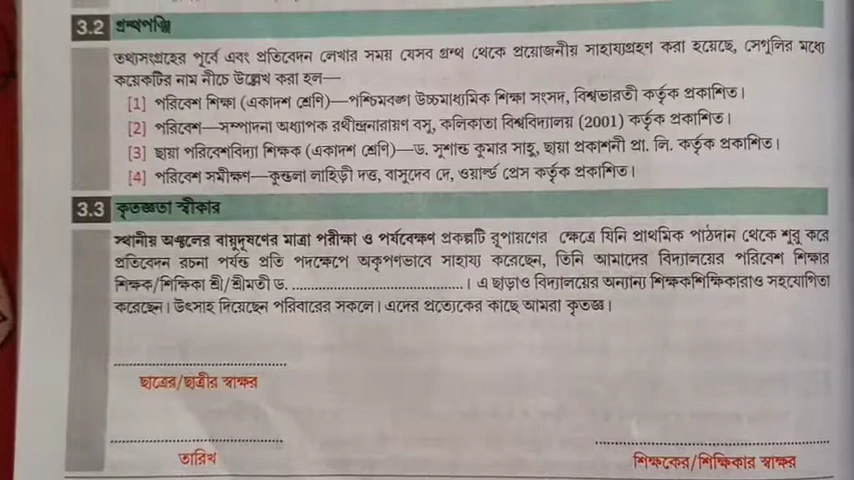 3.2 গ্রন্থপঞ্জি
তথ্যসংগ্রহের পূর্বে এবং প্রতিবেদন লেখার সময় যেসব গ্রন্থ থেকে প্রয়োজনীয় সাহায্যগ্রহণ করা হয়েছে, সেগুলির মধ্যে
কয়েকটির নাম নীচে উল্লেখ করা হল—
[1] পরিবেশ শিক্ষা (একাদশ শ্রেণি)—পশ্চিমবঙ্গ উচ্চমাধ্যমিক শিক্ষা সংসদ, বিশ্বভারতী কর্তৃক প্রকাশিত।
[2] পরিবেশ—সম্পাদনা অধ্যাপক রথীন্দ্রনারায়ণ বসু, কলিকাতা বিশ্ববিদ্যালয় (2001) কর্তৃক প্রকাশিত।
[3] ছায়া পরিবেশবিদ্যা শিক্ষক (একাদশ শ্রেণি)—ড. সুশান্ত কুমার সাহু, ছায়া প্রকাশনী প্রা. লি. কর্তৃক প্রকাশিত।
[4] পরিবেশ সমীক্ষণ—কুন্তলা লাহিড়ী দত্ত, বাসুদেব দে, ওয়ার্ল্ড প্রেস কর্তৃক প্রকাশিত।
3.3 কৃতজ্ঞতা স্বীকার
স্থানীয় অঞ্চলের বায়ুদূষণের মাত্রা পরীক্ষা ও পর্যবেক্ষণ প্রকল্পটি রূপায়ণের ক্ষেত্রে যিনি প্রাথমিক পাঠদান থেকে শুরু করে
প্রতিবেদন রচনা পর্যন্ত প্রতি পদক্ষেপে অকৃপণভাবে সাহায্য করেছেন, তিনি আমাদের বিদ্যালয়ের পরিবেশ শিক্ষার
শিক্ষক/শিক্ষিকা শ্রী/শ্রীমতী ড. .......................................। এ ছাড়াও বিদ্যালয়ের অন্যান্য শিক্ষকশিক্ষিকারাও সহযোগিতা
করেছেন। উৎসাহ দিয়েছেন পরিবারের সকলে। এদের প্রত্যেকের কাছে আমরা কৃতজ্ঞ।
ছাত্রের/ছাত্রীর স্বাক্ষর
তারিখ
শিক্ষকের/শিক্ষিকার স্বাক্ষর